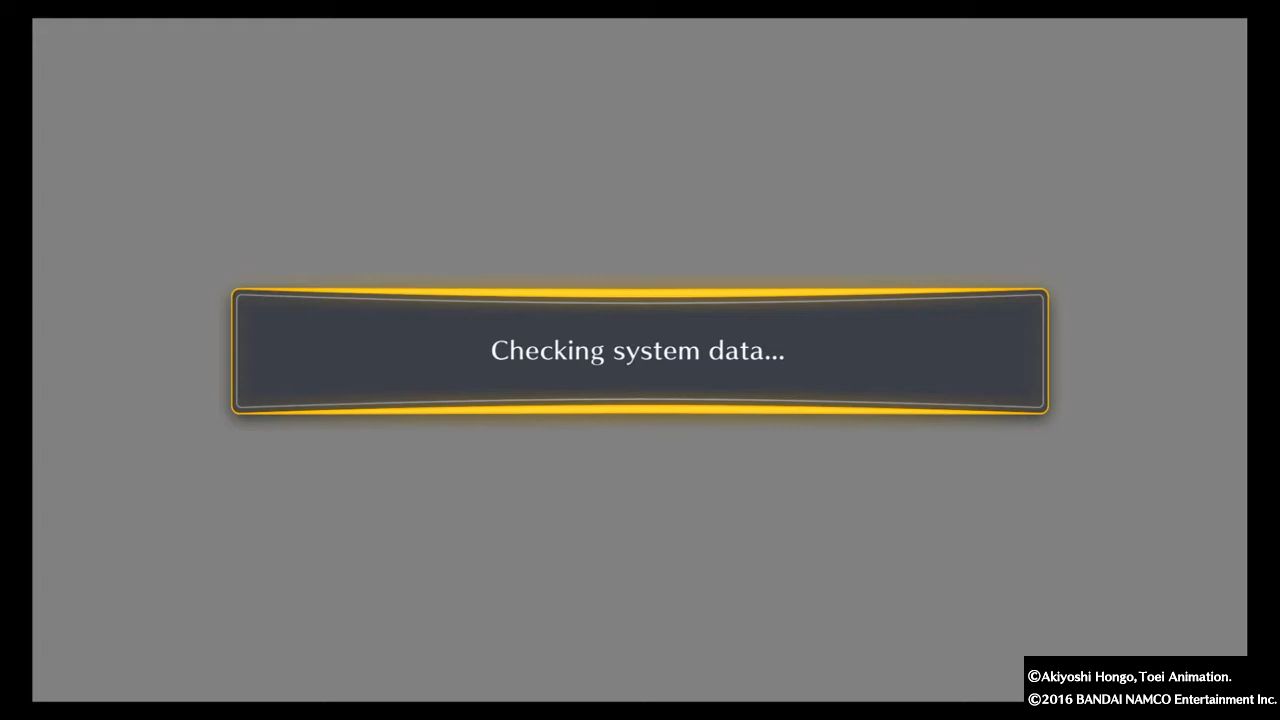 Checking system data...
©Akiyoshi Hongo, Toei Animation.
©2016 BANDAI NAMCO Entertainment Inc.